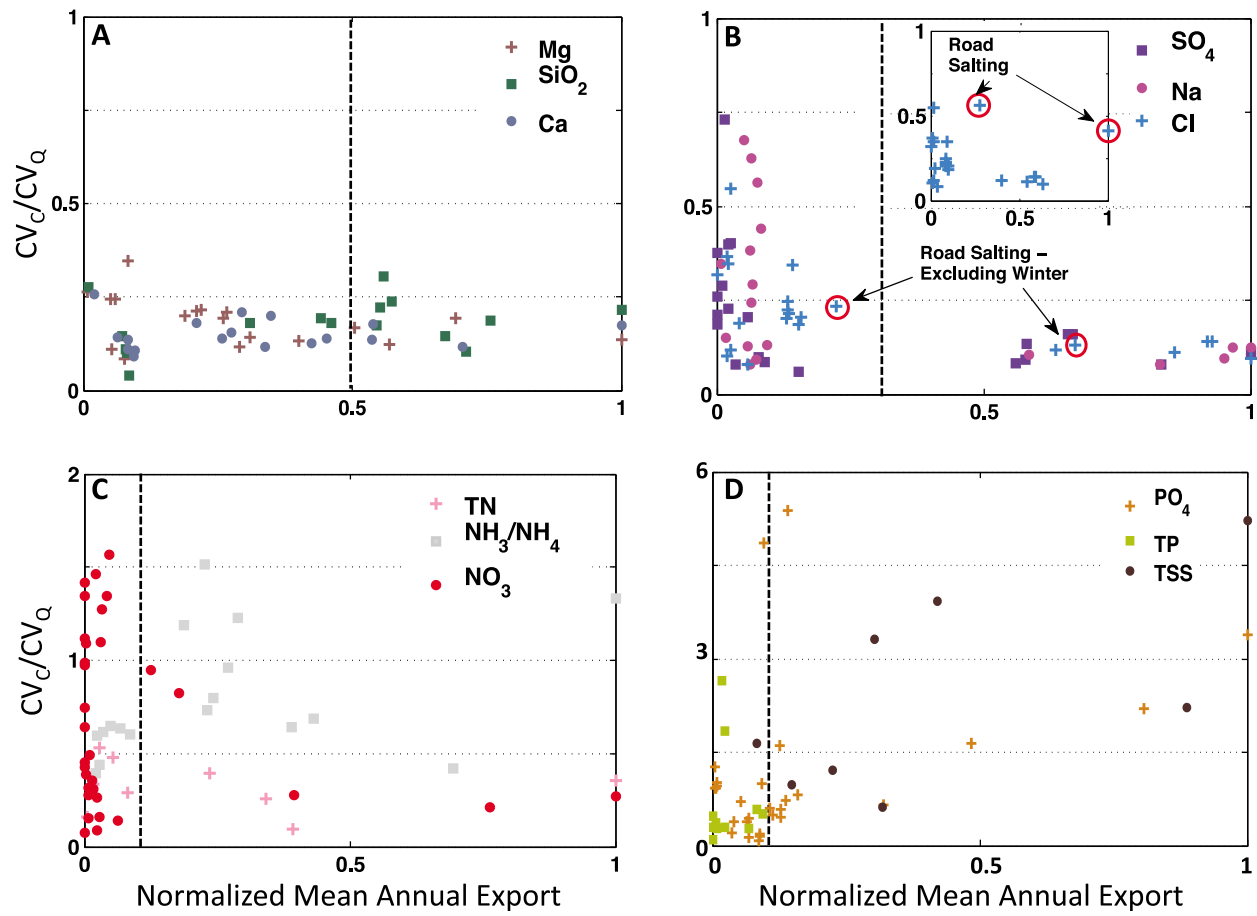 A
Mg
SiO2
Ca
CVC/CVQ
1
0.5
0
0
0.5
1
B
SO4
Na
Cl
1
0.5
0
0
0.5
1
Road
Salting
1
0.5
0
0
0.5
1
Road Salting –
Excluding Winter
C
TN
NH3/NH4
NO3
CVC/CVQ
2
1
0
0
0.5
1
Normalized Mean Annual Export
D
PO4
TP
TSS
6
3
0
0
0.5
1
Normalized Mean Annual Export